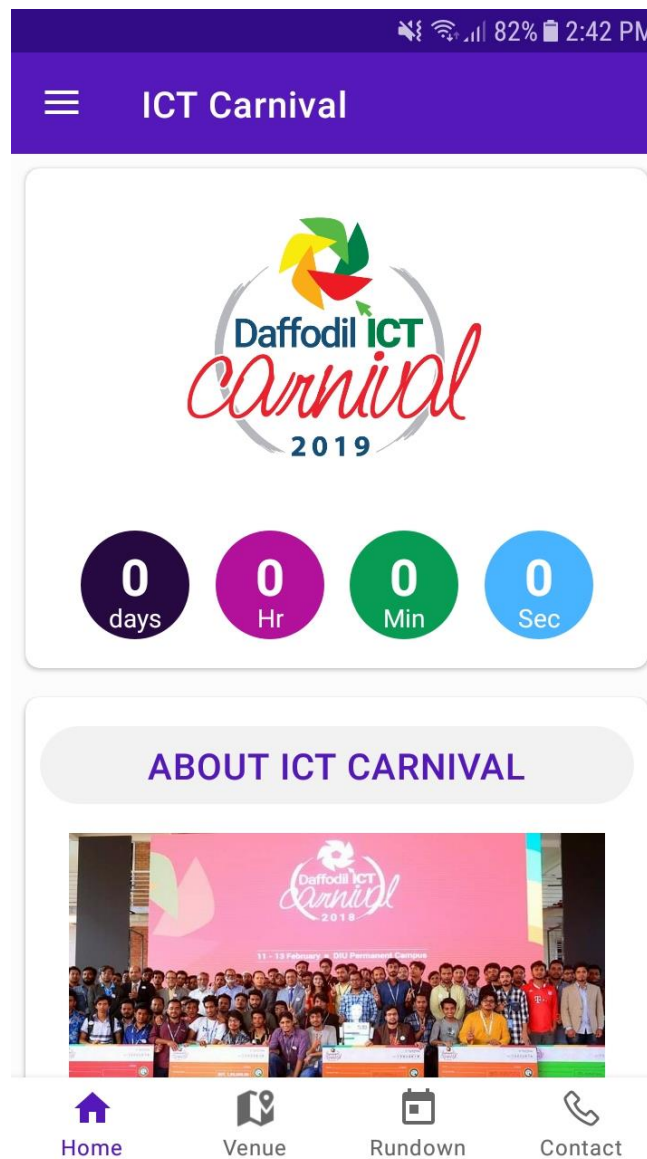 82% 2:42 PM
ICT Carnival
Daffodil ICT
carnival
2019
0 0 0 0
days Hr Min Sec
ABOUT ICT CARNIVAL
Daffodil ICT
carnival
2018
11 - 13 February DIU Permanent Campus
Home Venue Rundown Contact